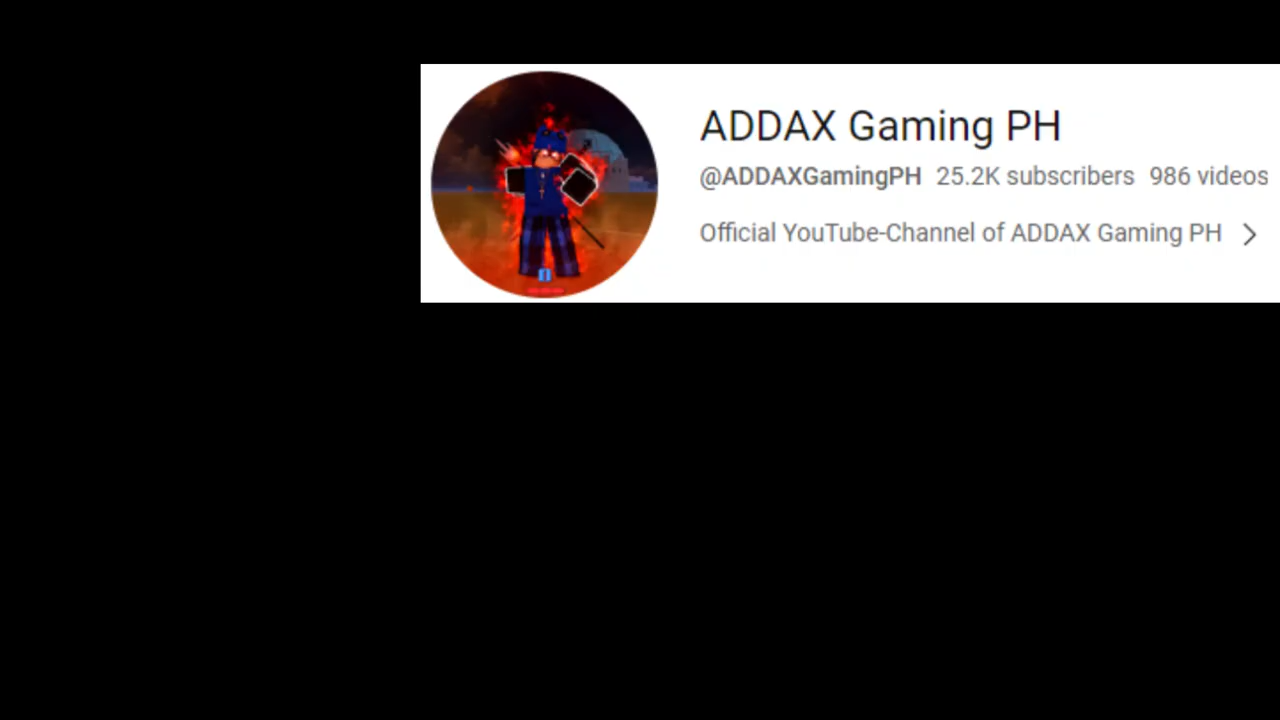 ADDAX Gaming PH
@ADDAXGamingPH 25.2K subscribers 986 videos
Official YouTube-Channel of ADDAX Gaming PH